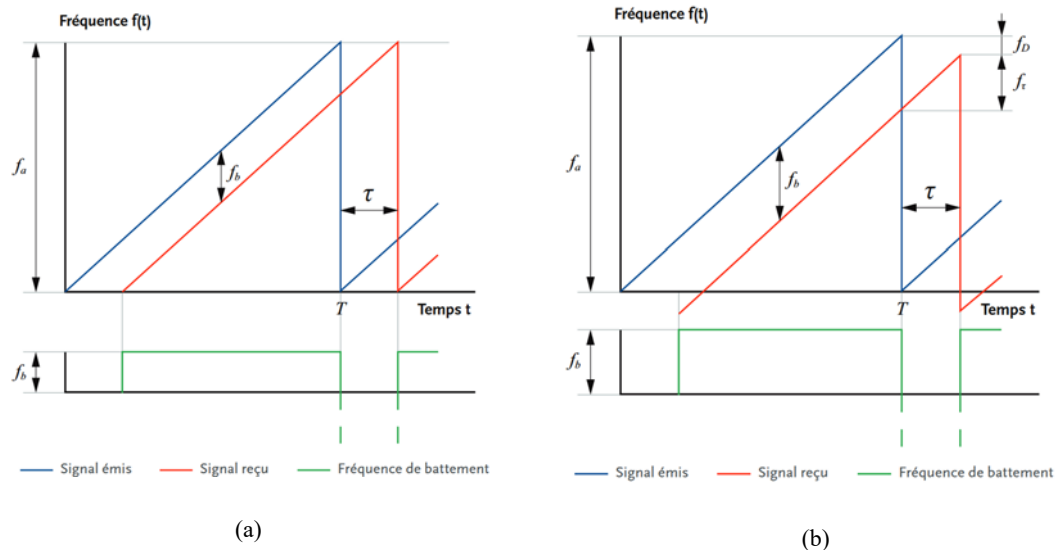 Fréquence f(t)
f_a
f_b
τ
T
Temps t
f_b
Signal émis
Signal reçu
Fréquence de battement
(a)
Fréquence f(t)
f_D
f_τ
f_a
f_b
τ
T
Temps t
f_b
Signal émis
Signal reçu
Fréquence de battement
(b)